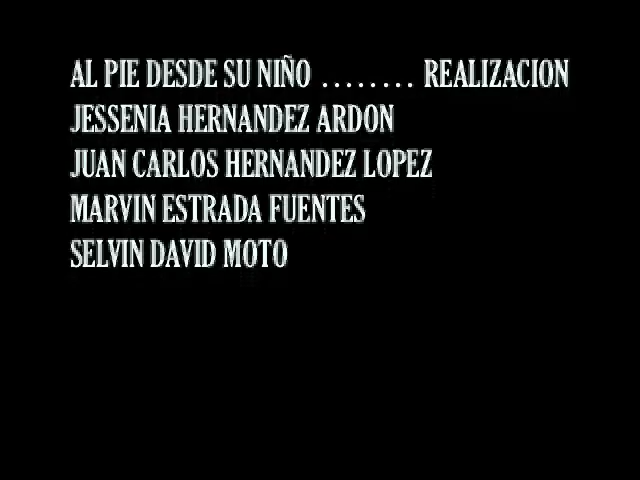 AL PIE DESDE SU NIÑO ........ REALIZACION
JESSENIA HERNANDEZ ARDON
JUAN CARLOS HERNANDEZ LOPEZ
MARVIN ESTRADA FUENTES
SELVIN DAVID MOTO